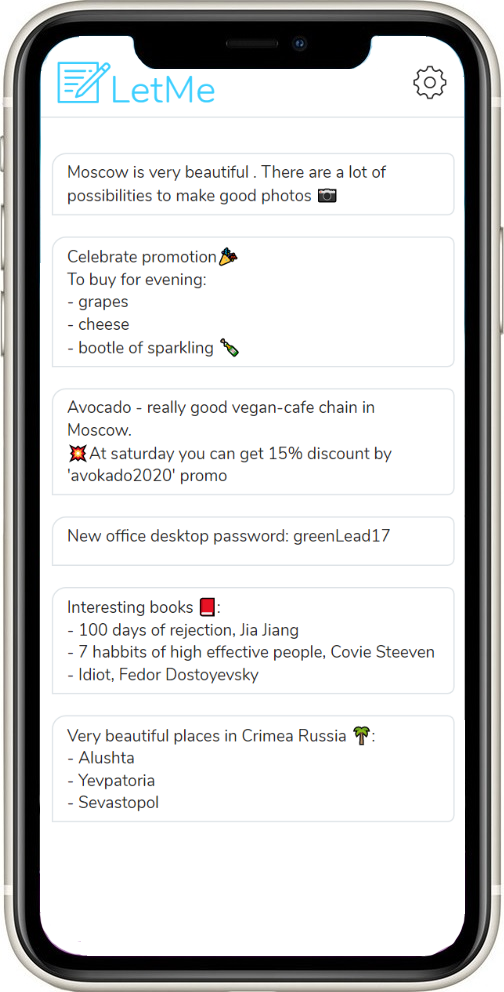 LetMe
Moscow is very beautiful . There are a lot of
possibilities to make good photos 📷
Celebrate promotion🎉
To buy for evening:
- grapes
- cheese
- bootle of sparkling 🍾
Avocado - really good vegan-cafe chain in
Moscow.
💥At saturday you can get 15% discount by
'avokado2020' promo
New office desktop password: greenLead17
Interesting books 📕:
- 100 days of rejection, Jia Jiang
- 7 habbits of high effective people, Covie Steeven
- Idiot, Fedor Dostoyevsky
Very beautiful places in Crimea Russia 🌴:
- Alushta
- Yevpatoria
- Sevastopol